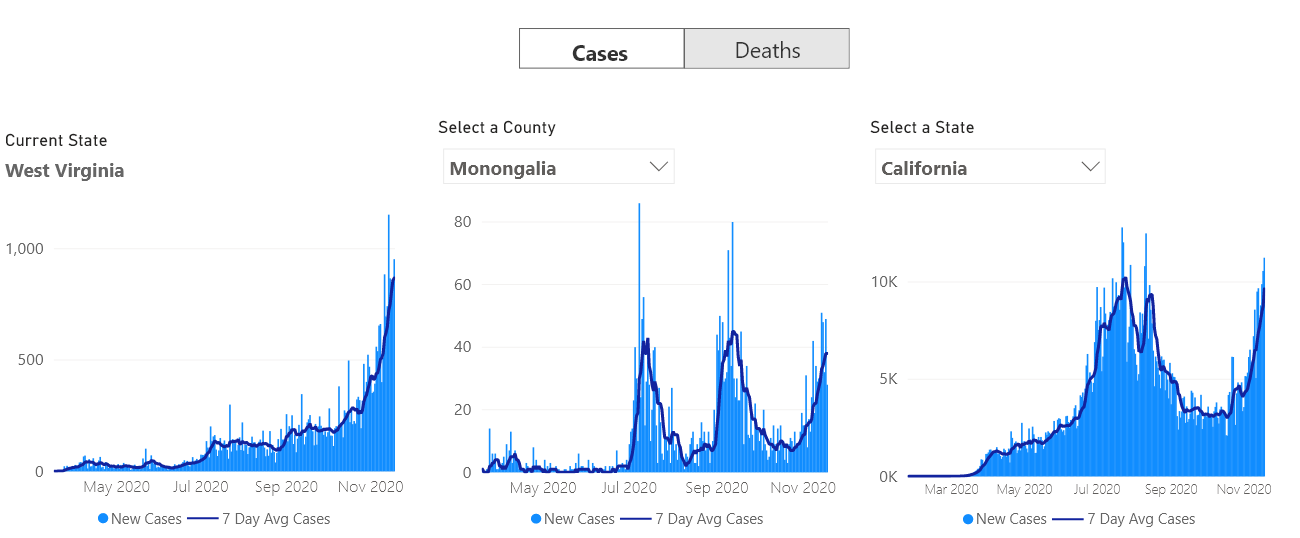 Cases Deaths
Current State
West Virginia
1,000
500
0
May 2020 Jul 2020 Sep 2020 Nov 2020
New Cases 7 Day Avg Cases
Select a County
Monongalia
80
60
40
20
0
May 2020 Jul 2020 Sep 2020 Nov 2020
New Cases 7 Day Avg Cases
Select a State
California
10K
5K
0K
Mar 2020 May 2020 Jul 2020 Sep 2020 Nov 2020
New Cases 7 Day Avg Cases